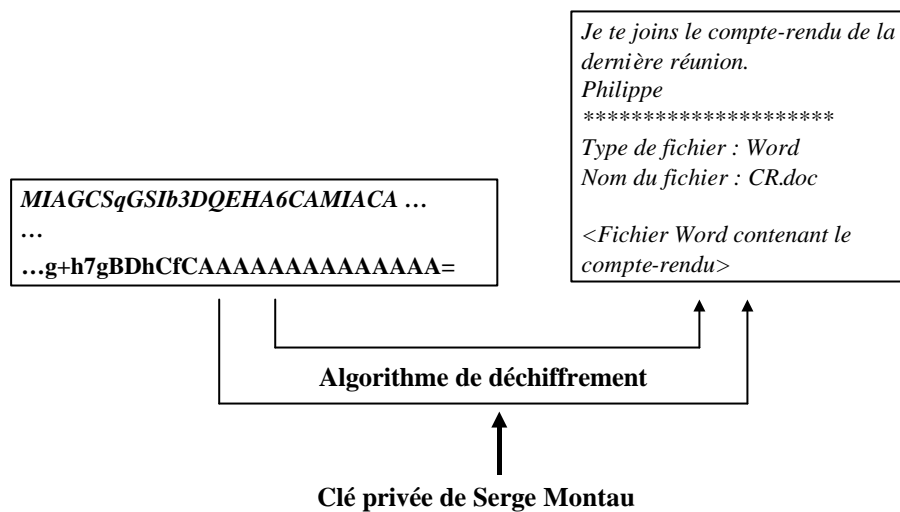 Je te joins le compte-rendu de la
dernière réunion.
Philippe
*********************
Type de fichier : Word
Nom du fichier : CR.doc
<Fichier Word contenant le
compte-rendu>
MIAGCSqGSIb3DQEHA6CAMIACA …
…
…g+h7gBDhCfCAAAAAAAAAAAAAA=
Algorithme de déchiffrement
Clé privée de Serge Montau